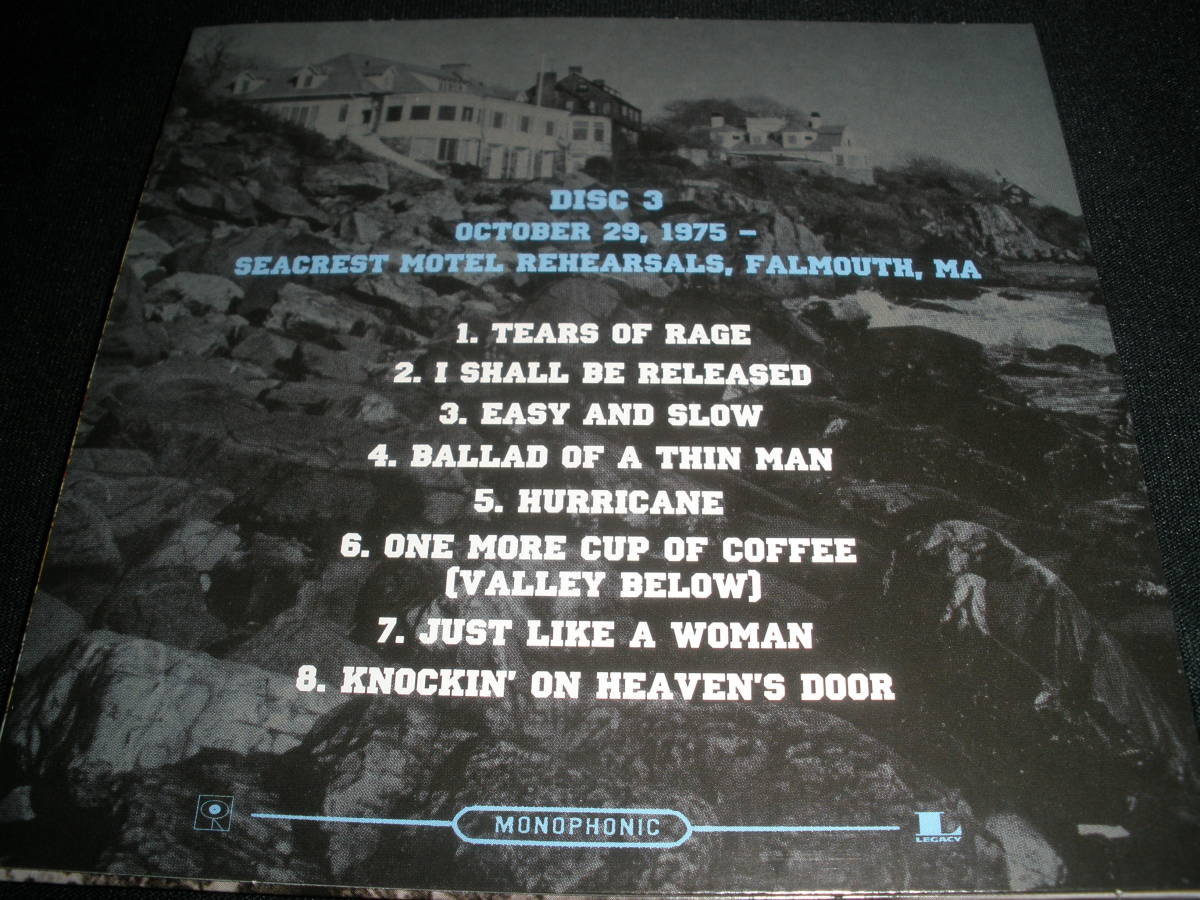 DISC 3
OCTOBER 29, 1975 –
SEACREST MOTEL REHEARSALS, FALMOUTH, MA
1. TEARS OF RAGE
2. I SHALL BE RELEASED
3. EASY AND SLOW
4. BALLAD OF A THIN MAN
5. HURRICANE
6. ONE MORE CUP OF COFFEE
(VALLEY BELOW)
7. JUST LIKE A WOMAN
8. KNOCKIN' ON HEAVEN'S DOOR
MONOPHONIC
L
LEGACY